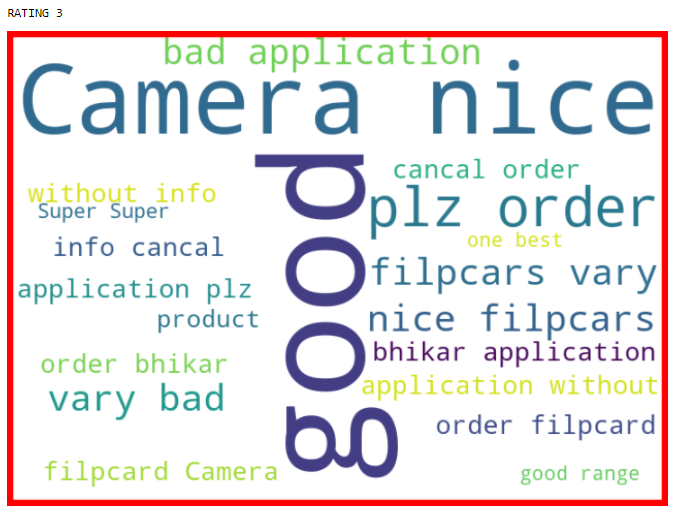 RATING 3
bad application
Camera nice
good
cancal order
without info
plz order
Super Super
one best
info cancal
filpcars vary
application plz
product
nice filpcars
bhikar application
order bhikar
application without
vary bad
order filpcard
filpcard Camera
good range